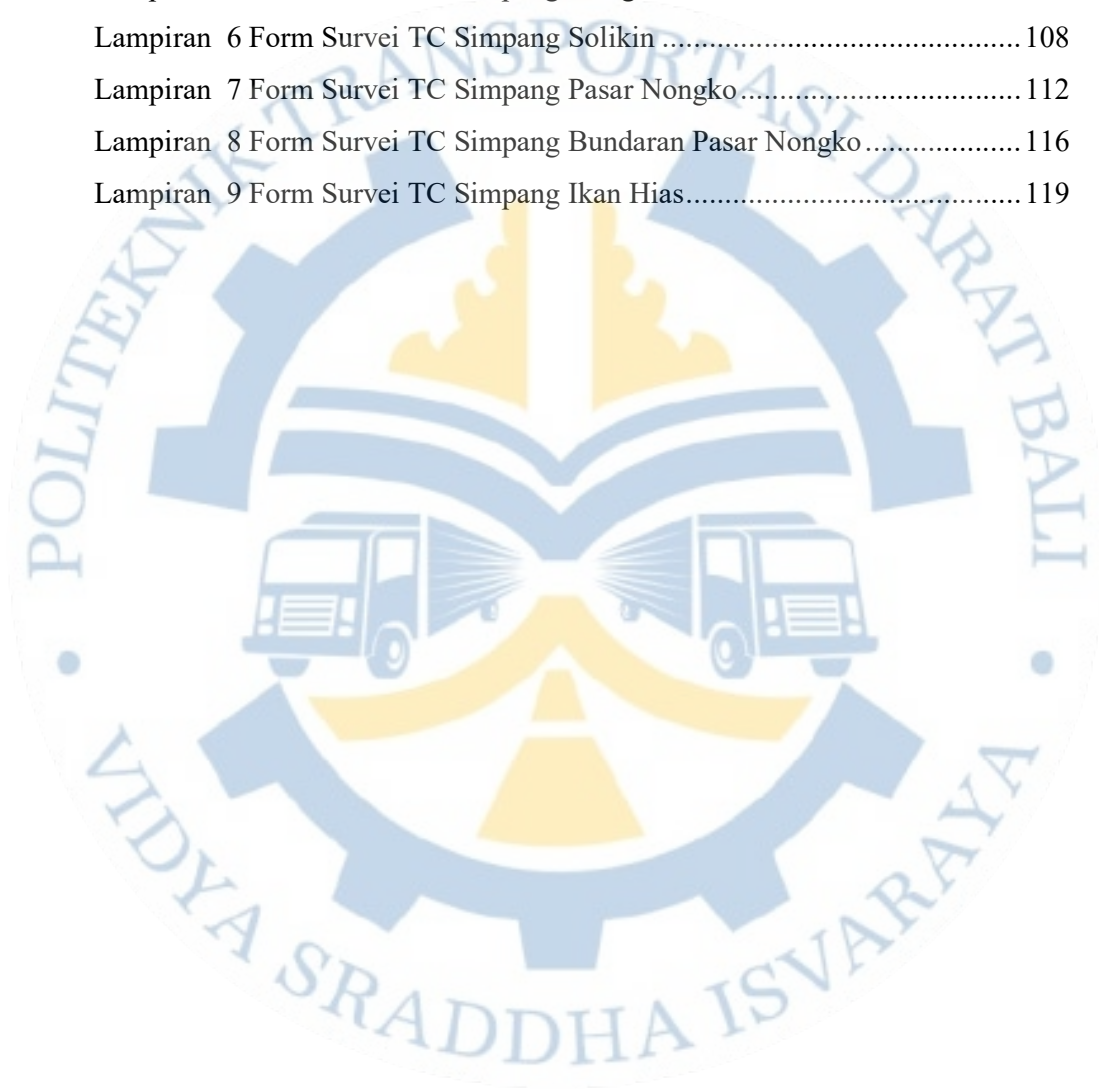 Lampiran  6 Form Survei TC Simpang Solikin ............................................ 108
Lampiran  7 Form Survei TC Simpang Pasar Nongko ................................. 112
Lampiran  8 Form Survei TC Simpang Bundaran Pasar Nongko .................... 116
Lampiran  9 Form Survei TC Simpang Ikan Hias ........................................ 119
POLITEKNIK TRANSPORTASI DARAT BALI
• VIDYA SRADDHA ISVARAYA •